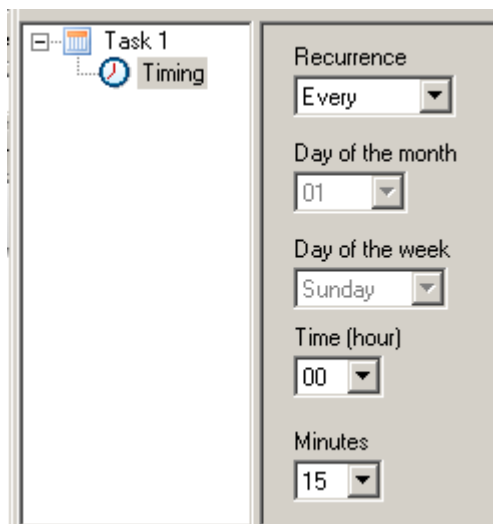 Task 1
Timing
Recurrence
Every
Day of the month
01
Day of the week
Sunday
Time (hour)
00
Minutes
15